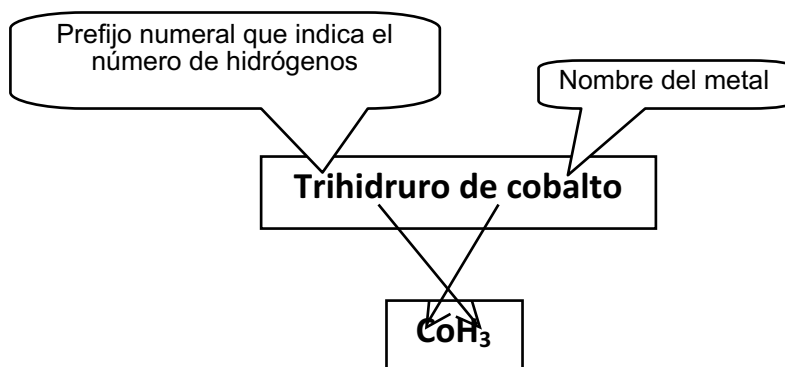 Prefijo numeral que indica el
número de hidrógenos
Nombre del metal
Trihidruro de cobalto
CoH₃